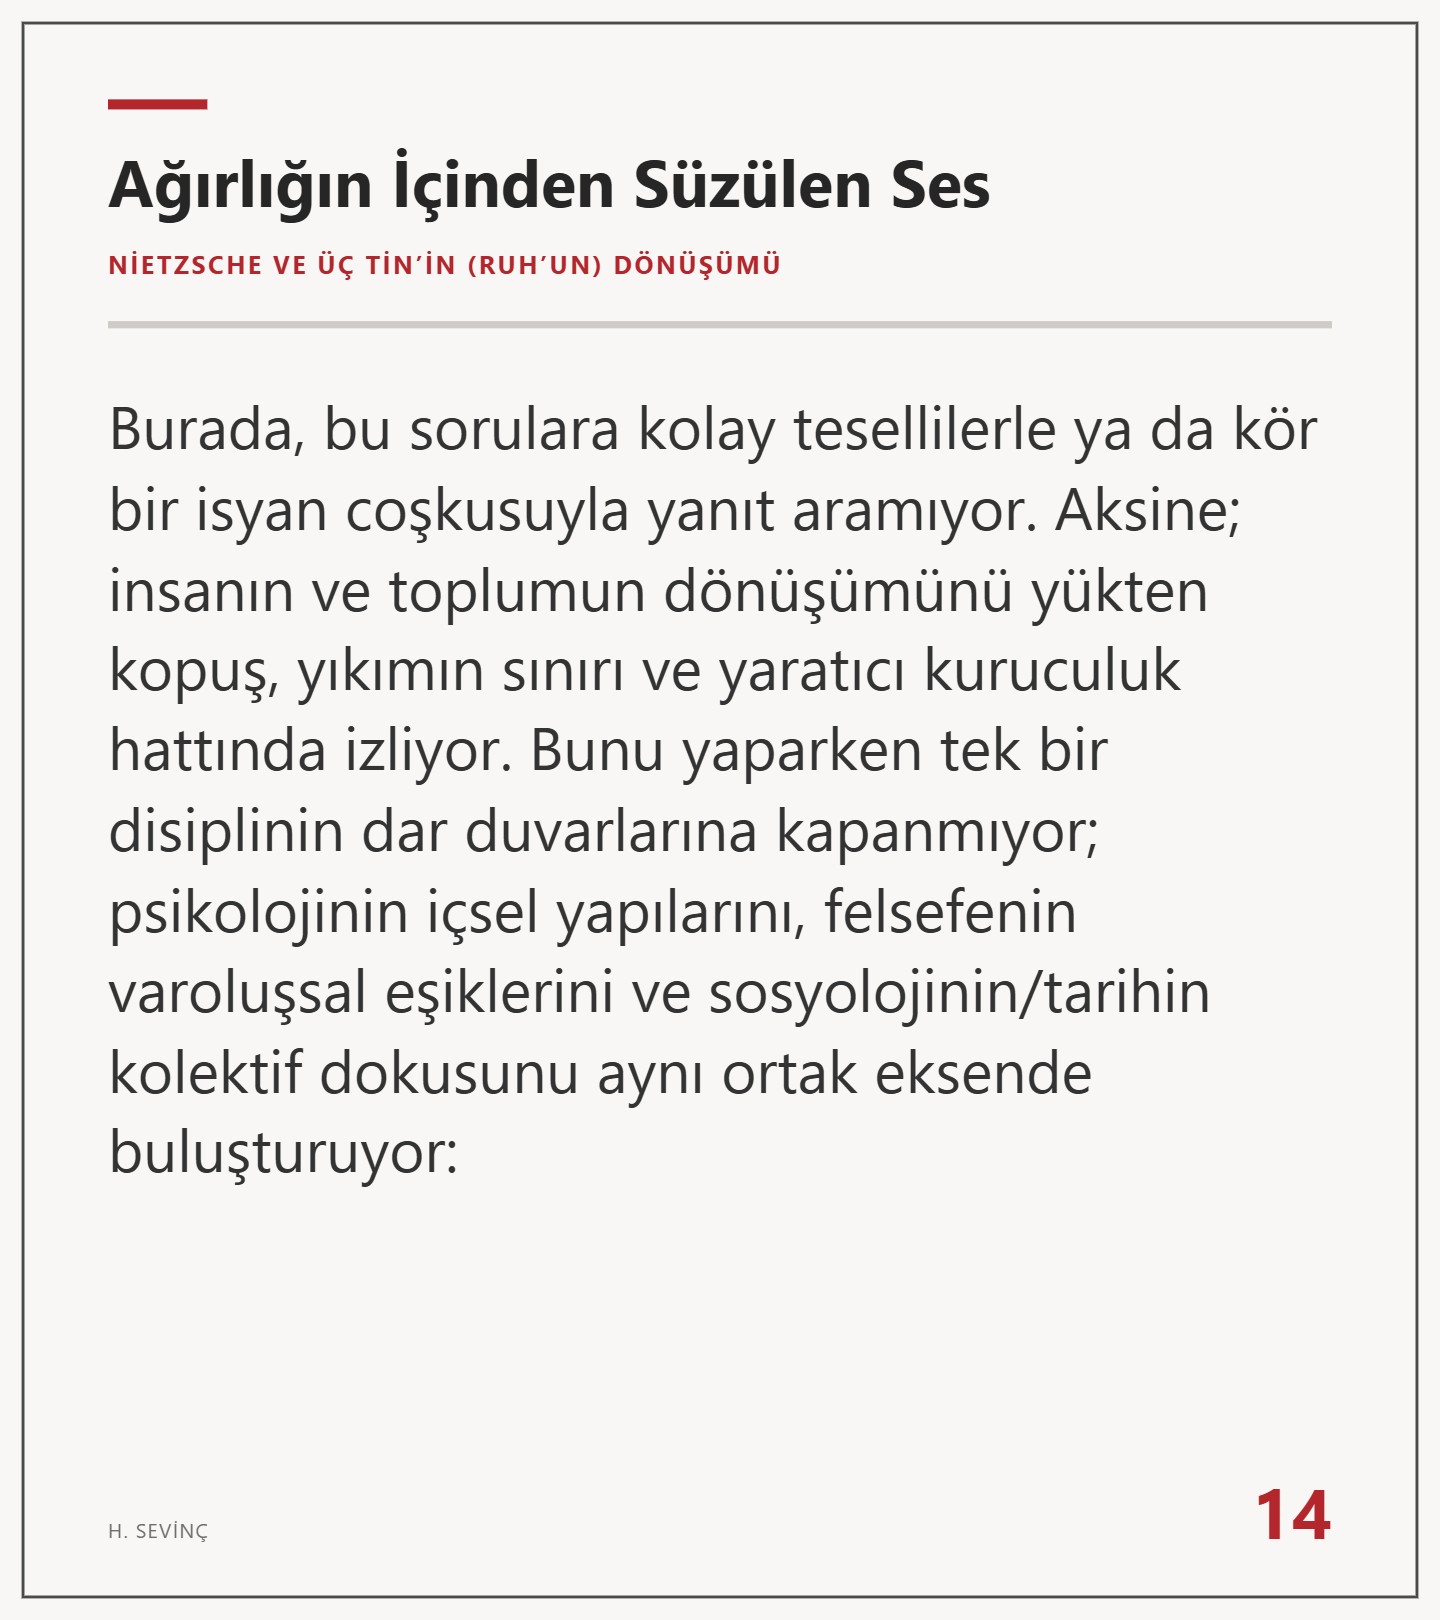 Ağırlığın İçinden Süzülen Ses
NİETZSCHE VE ÜÇ TİN’İN (RUH’UN) DÖNÜŞÜMÜ
Burada, bu sorulara kolay tesellilerle ya da kör
bir isyan coşkusuyla yanıt aramıyor. Aksine;
insanın ve toplumun dönüşümünü yükten
kopuş, yıkımın sınırı ve yaratıcı kuruculuk
hattında izliyor. Bunu yaparken tek bir
disiplinin dar duvarlarına kapanmıyor;
psikolojinin içsel yapılarını, felsefenin
varoluşsal eşiklerini ve sosyolojinin/tarihin
kolektif dokusunu aynı ortak eksende
buluşturuyor:
H. SEVİNÇ
14